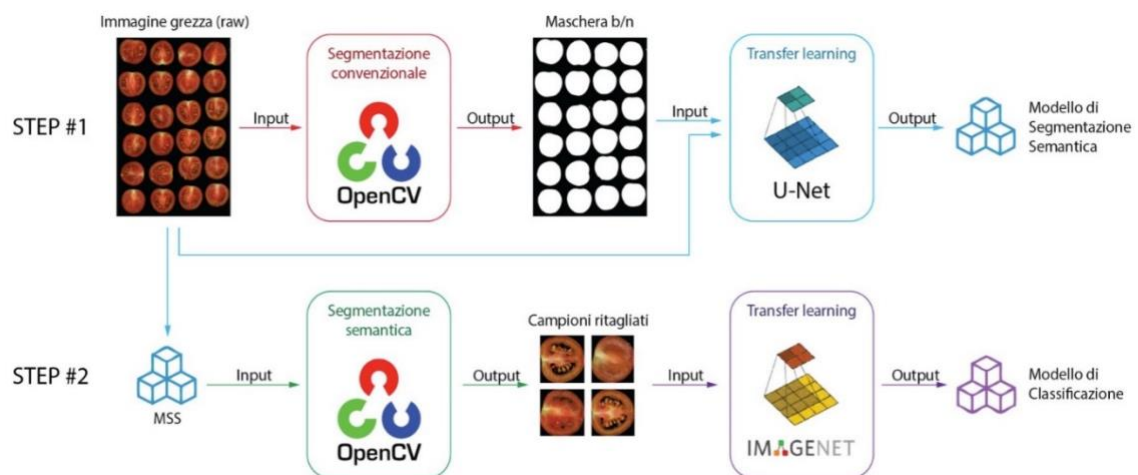 Immagine grezza (raw)
Maschera b/n
STEP #1
Input
Segmentazione
convenzionale
OpenCV
Output
Input
Transfer learning
U-Net
Output
Modello di
Segmentazione
Semantica
STEP #2
MSS
Input
Segmentazione
semantica
OpenCV
Output
Campioni ritagliati
Input
Transfer learning
IMAGENET
Output
Modello di
Classificazione